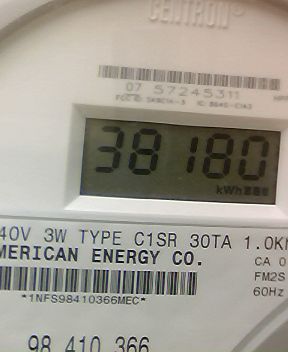 CENTRON®
07 57245311
38180
kWh
40V 3W TYPE C1SR 30TA 1.0K
MERICAN ENERGY CO.
CA 0
FM2S
60Hz
*1NFS98410366MEC*
98 410 366